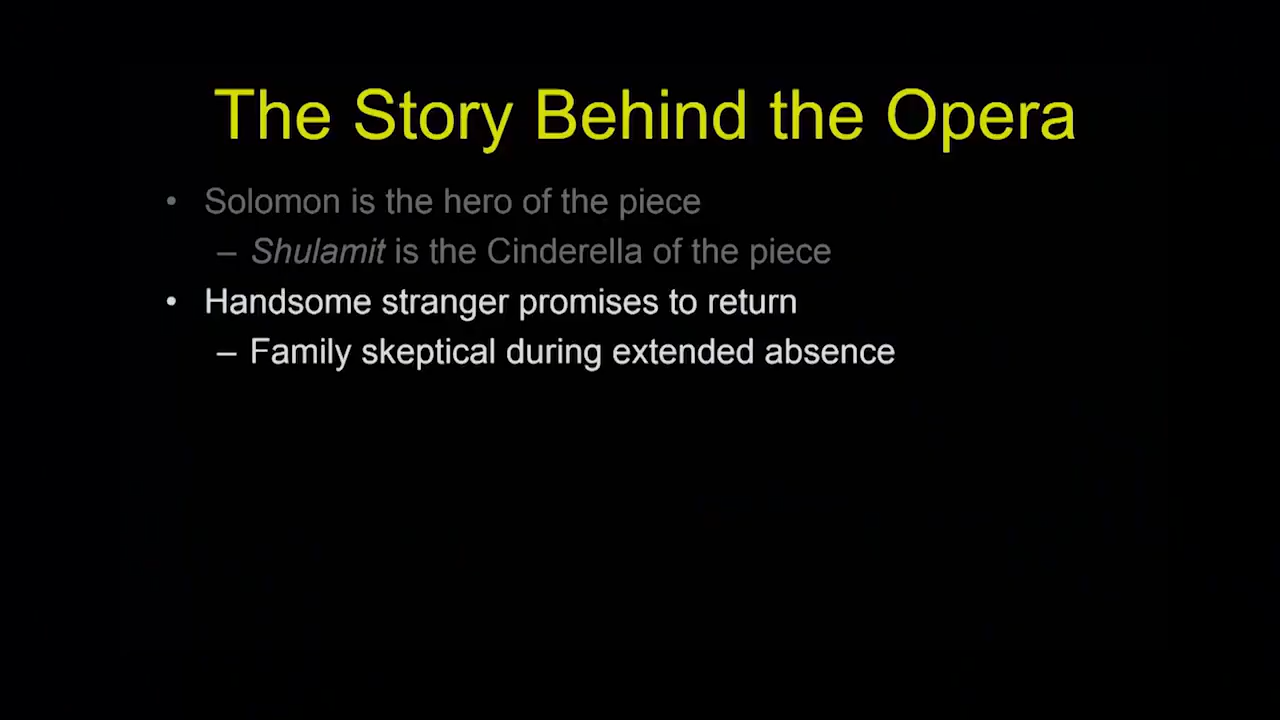 The Story Behind the Opera
• Solomon is the hero of the piece
– Shulamit is the Cinderella of the piece
• Handsome stranger promises to return
– Family skeptical during extended absence